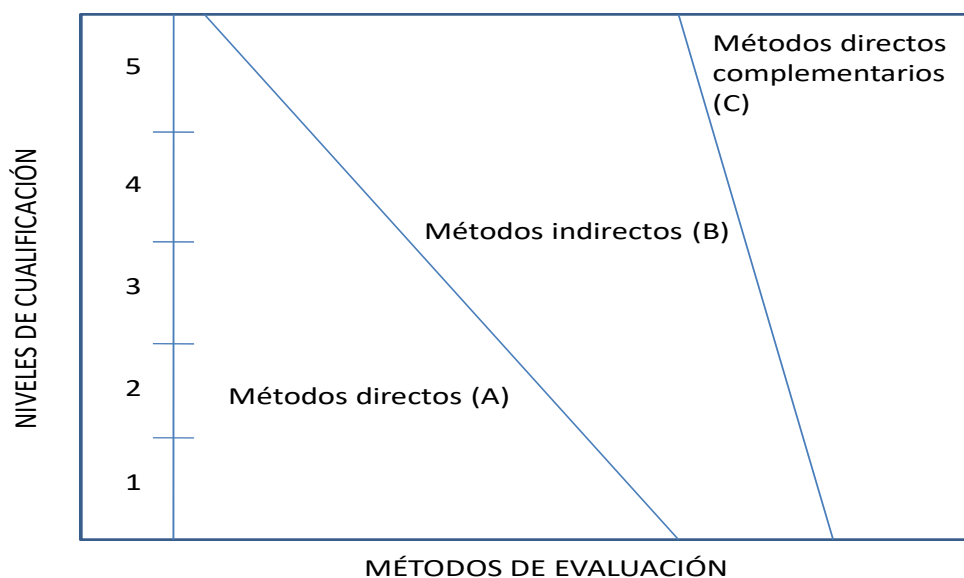 Métodos directos
complementarios
(C)
5
4
Métodos indirectos (B)
3
2
Métodos directos (A)
1
NIVELES DE CUALIFICACIÓN
MÉTODOS DE EVALUACIÓN